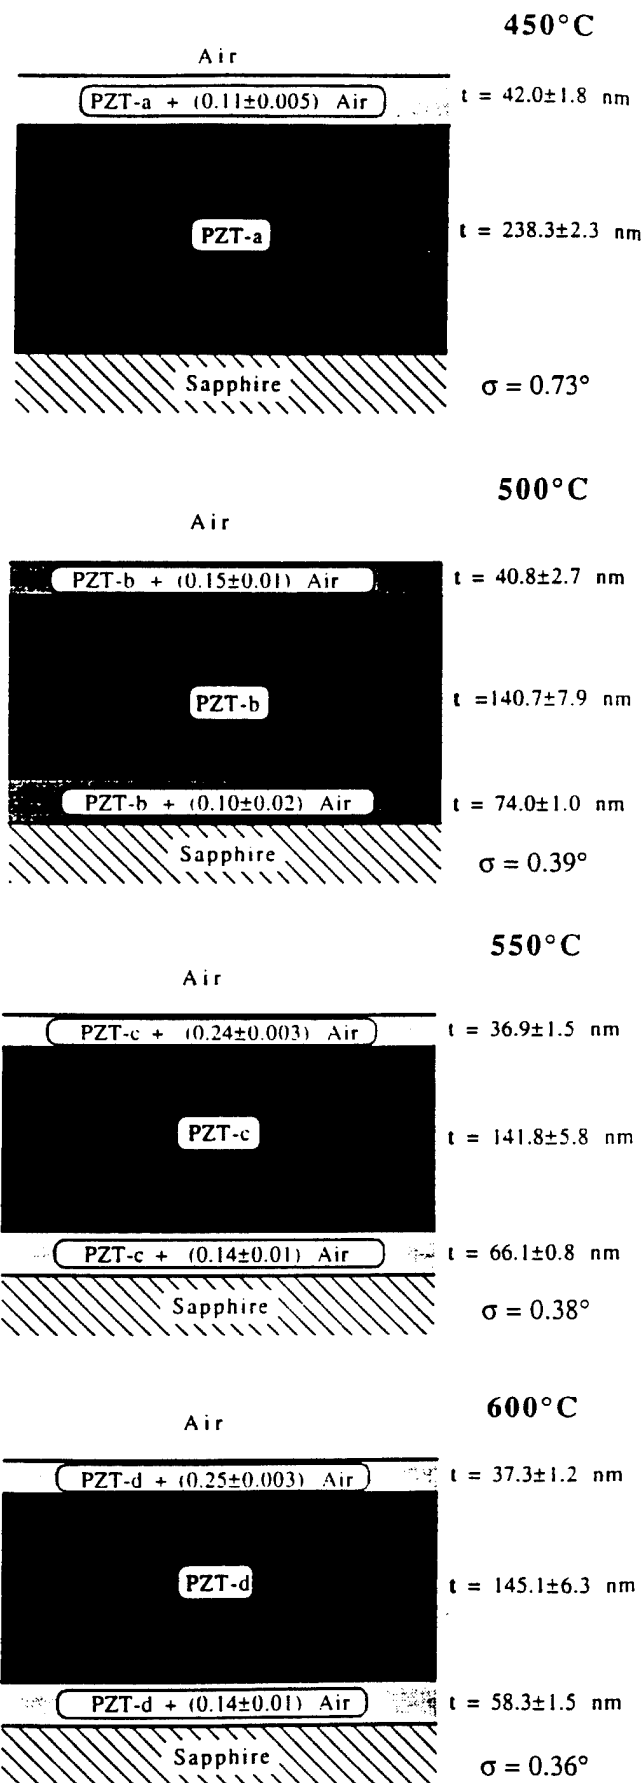 450°C
Air
PZT-a + (0.11±0.005) Air t = 42.0±1.8 nm
PZT-a t = 238.3±2.3 nm
Sapphire σ = 0.73°
500°C
Air
PZT-b + (0.15±0.01) Air t = 40.8±2.7 nm
PZT-b t =140.7±7.9 nm
PZT-b + (0.10±0.02) Air t = 74.0±1.0 nm
Sapphire σ = 0.39°
550°C
Air
PZT-c + (0.24±0.003) Air t = 36.9±1.5 nm
PZT-c t = 141.8±5.8 nm
PZT-c + (0.14±0.01) Air t = 66.1±0.8 nm
Sapphire σ = 0.38°
600°C
Air
PZT-d + (0.25±0.003) Air t = 37.3±1.2 nm
PZT-d t = 145.1±6.3 nm
PZT-d + (0.14±0.01) Air t = 58.3±1.5 nm
Sapphire σ = 0.36°